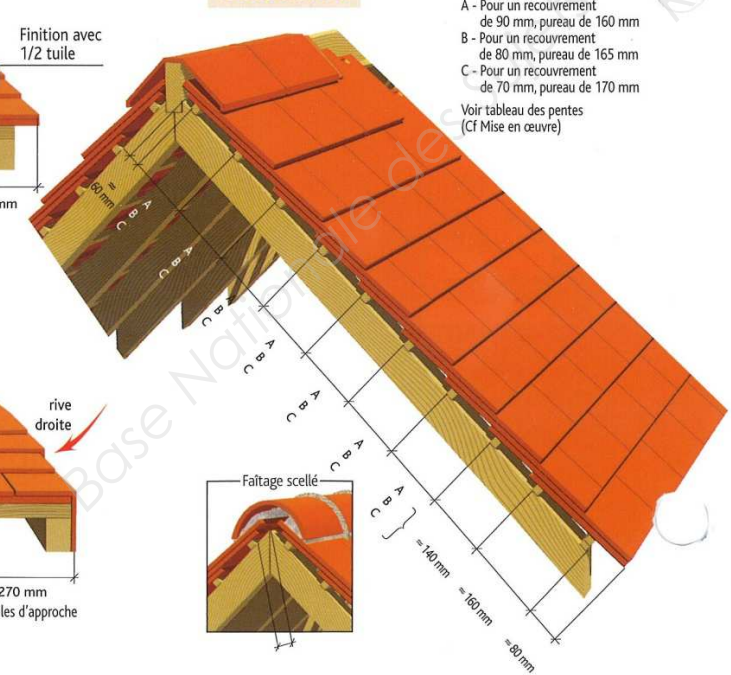 A - Pour un recouvrement
de 90 mm, pureau de 160 mm
B - Pour un recouvrement
de 80 mm, pureau de 165 mm
C - Pour un recouvrement
de 70 mm, pureau de 170 mm
Voir tableau des pentes
(Cf Mise en œuvre)
Finition avec
1/2 tuile
mm
≈ 60 mm
A B C
A B C
A B C
A B C
A B C
A B C
A B C
≈ 140 mm
≈ 160 mm
≈ 80 mm
rive
droite
270 mm
les d'approche
Faîtage scellé
Base Nationale des